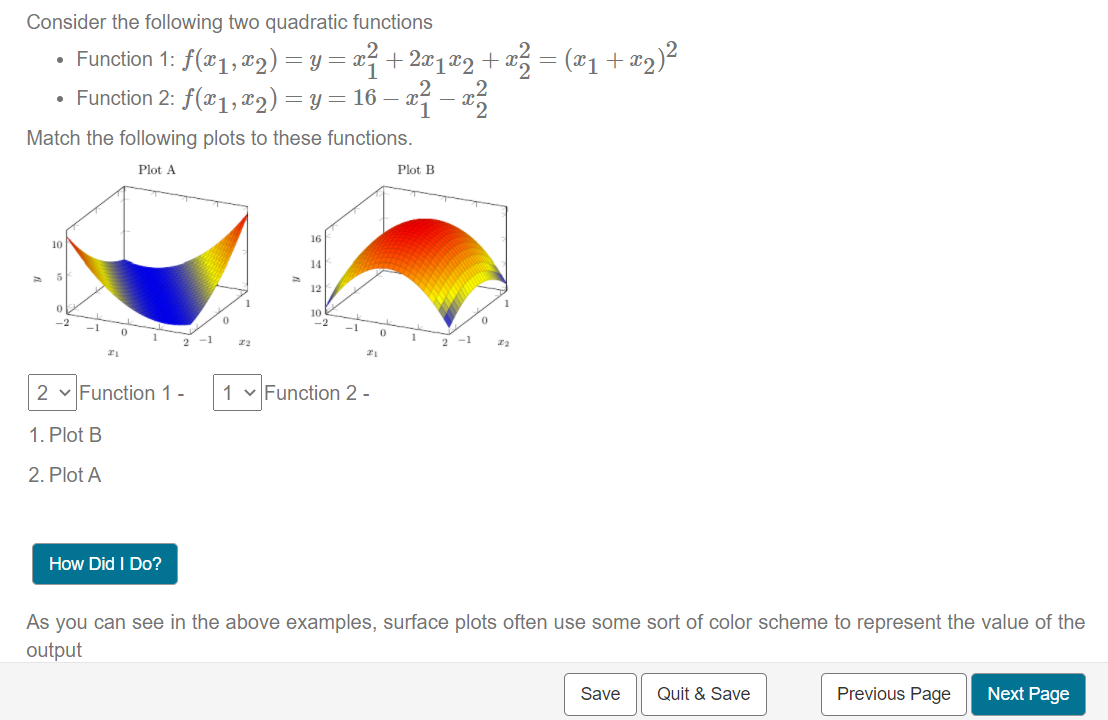 Consider the following two quadratic functions
• Function 1: f(x₁, x₂) = y = x₁² + 2x₁x₂ + x₂² = (x₁ + x₂)²
• Function 2: f(x₁, x₂) = y = 16 − x₁² − x₂²
Match the following plots to these functions.
Plot A
Plot B
10
5
0
y
−2
−1
0
1
2
x₁
−1
0
1
x₂
16
14
12
10
y
−2
−1
0
1
2
x₁
−1
0
1
x₂
2 Function 1 - 1 Function 2 -
1. Plot B
2. Plot A
How Did I Do?
As you can see in the above examples, surface plots often use some sort of color scheme to represent the value of the
output
Save Quit & Save Previous Page Next Page